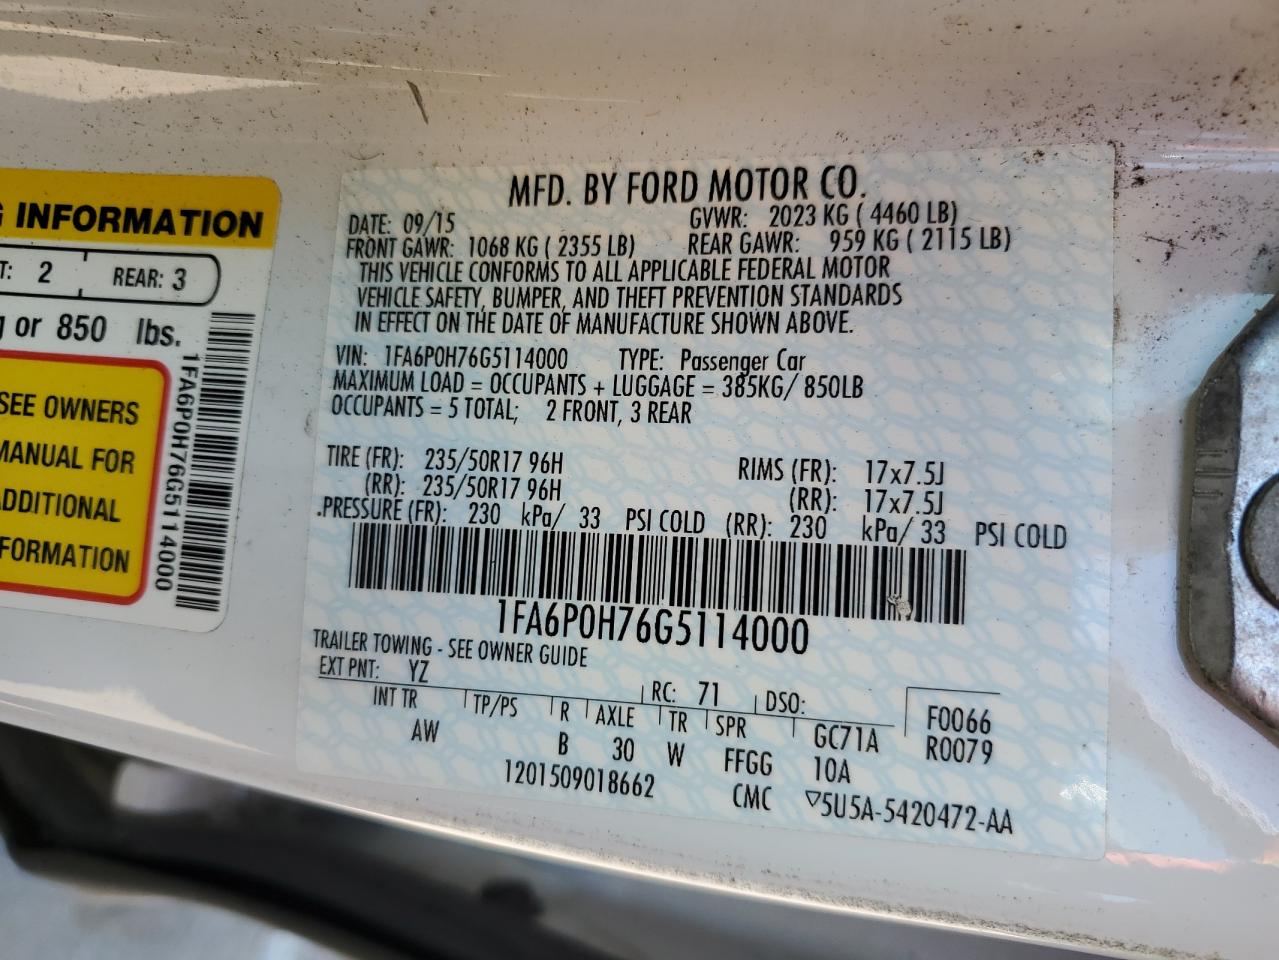 G INFORMATION
T: 2 REAR: 3
or 850 lbs.
SEE OWNERS
MANUAL FOR
ADDITIONAL
INFORMATION
1FA6P0H76G5114000
MFD. BY FORD MOTOR CO.
DATE: 09/15 GVWR: 2023 KG ( 4460 LB)
FRONT GAWR: 1068 KG ( 2355 LB) REAR GAWR: 959 KG ( 2115 LB)
THIS VEHICLE CONFORMS TO ALL APPLICABLE FEDERAL MOTOR
VEHICLE SAFETY, BUMPER, AND THEFT PREVENTION STANDARDS
IN EFFECT ON THE DATE OF MANUFACTURE SHOWN ABOVE.
VIN: 1FA6P0H76G5114000 TYPE: Passenger Car
MAXIMUM LOAD = OCCUPANTS + LUGGAGE = 385KG/ 850LB
OCCUPANTS = 5 TOTAL; 2 FRONT, 3 REAR
TIRE (FR): 235/50R17 96H RIMS (FR): 17x7.5J
(RR): 235/50R17 96H (RR): 17x7.5J
.PRESSURE (FR): 230 kPa/ 33 PSI COLD (RR): 230 kPa/ 33 PSI COLD
1FA6P0H76G5114000
TRAILER TOWING - SEE OWNER GUIDE
EXT PNT: YZ RC: 71 DSO: F0066
INT TR TP/PS R AXLE TR SPR GC71A R0079
AW B 30 W FFGG 10A
1201509018662 CMC ▽5U5A-5420472-AA